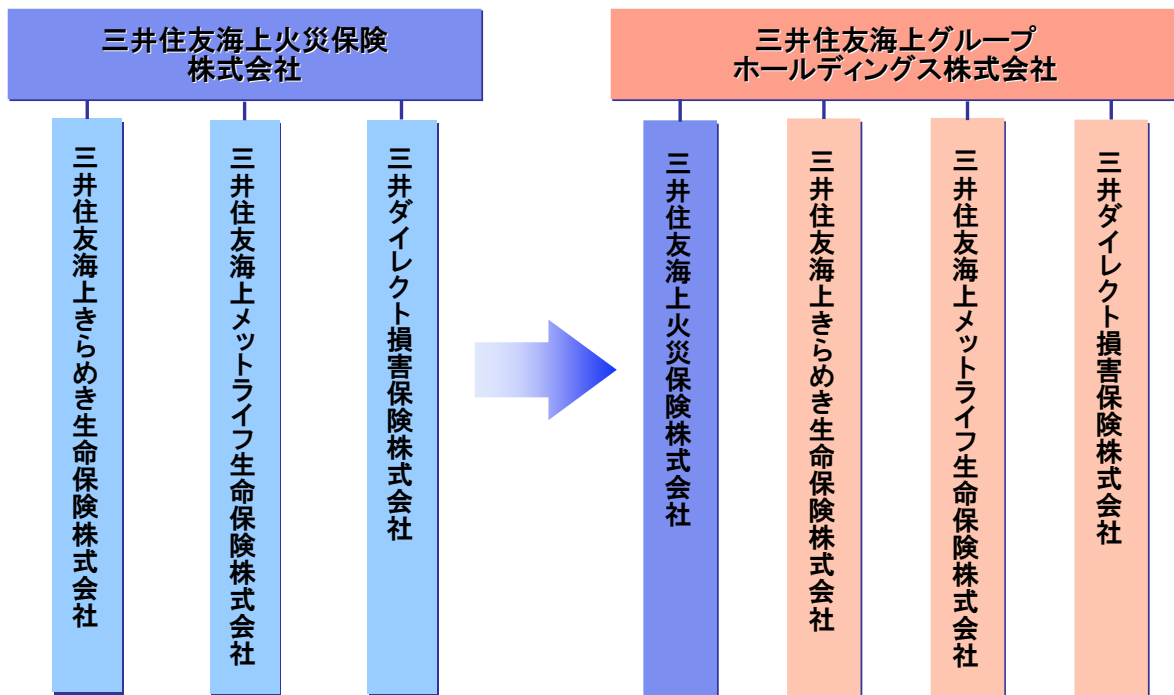 三井住友海上火災保険
株式会社
三井住友海上きらめき生命保険株式会社
三井住友海上メットライフ生命保険株式会社
三井ダイレクト損害保険株式会社
三井住友海上グループ
ホールディングス株式会社
三井住友海上火災保険株式会社
三井住友海上きらめき生命保険株式会社
三井住友海上メットライフ生命保険株式会社
三井ダイレクト損害保険株式会社